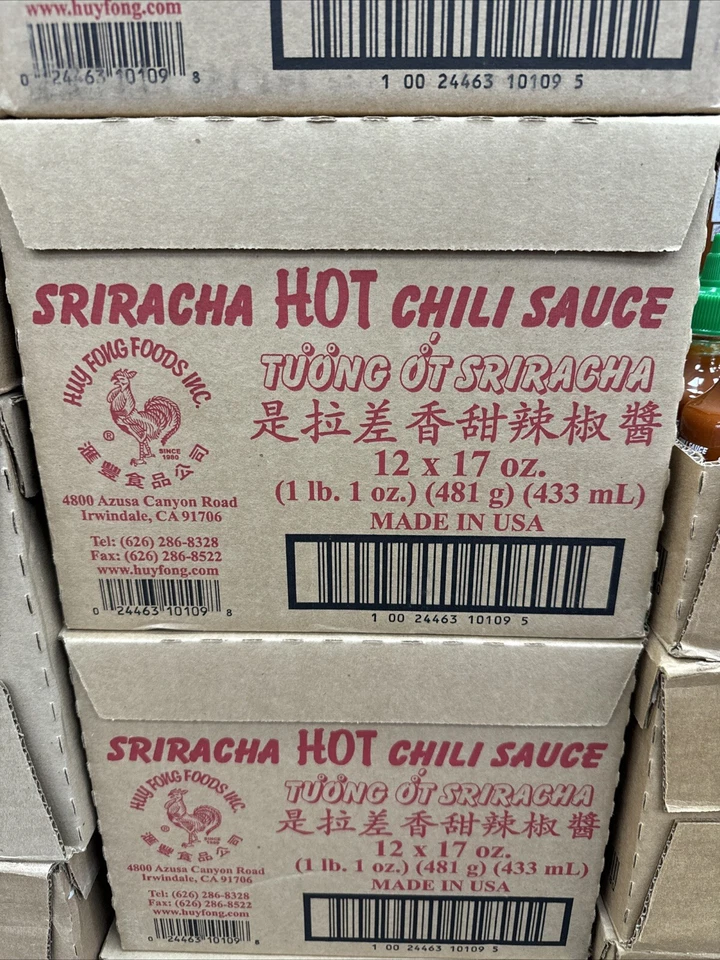 www.huyfong.com
0 24463 10109 8
1 00 24463 10109 5
SRIRACHA HOT CHILI SAUCE
HUY FONG FOODS INC.
®
SINCE 1980
滙豐食品公司
TƯƠNG ỚT SRIRACHA
是拉差香甜辣椒醬
12 x 17 oz.
(1 lb. 1 oz.) (481 g) (433 mL)
MADE IN USA
4800 Azusa Canyon Road
Irwindale, CA 91706
Tel: (626) 286-8328
Fax: (626) 286-8522
www.huyfong.com
0 24463 10109 8
1 00 24463 10109 5
SRIRACHA HOT CHILI SAUCE
HUY FONG FOODS INC.
®
SINCE 1980
滙豐食品公司
TƯƠNG ỚT SRIRACHA
是拉差香甜辣椒醬
12 x 17 oz.
(1 lb. 1 oz.) (481 g) (433 mL)
MADE IN USA
4800 Azusa Canyon Road
Irwindale, CA 91706
Tel: (626) 286-8328
Fax: (626) 286-8522
www.huyfong.com
0 24463 10109 8
1 00 24463 10109 5